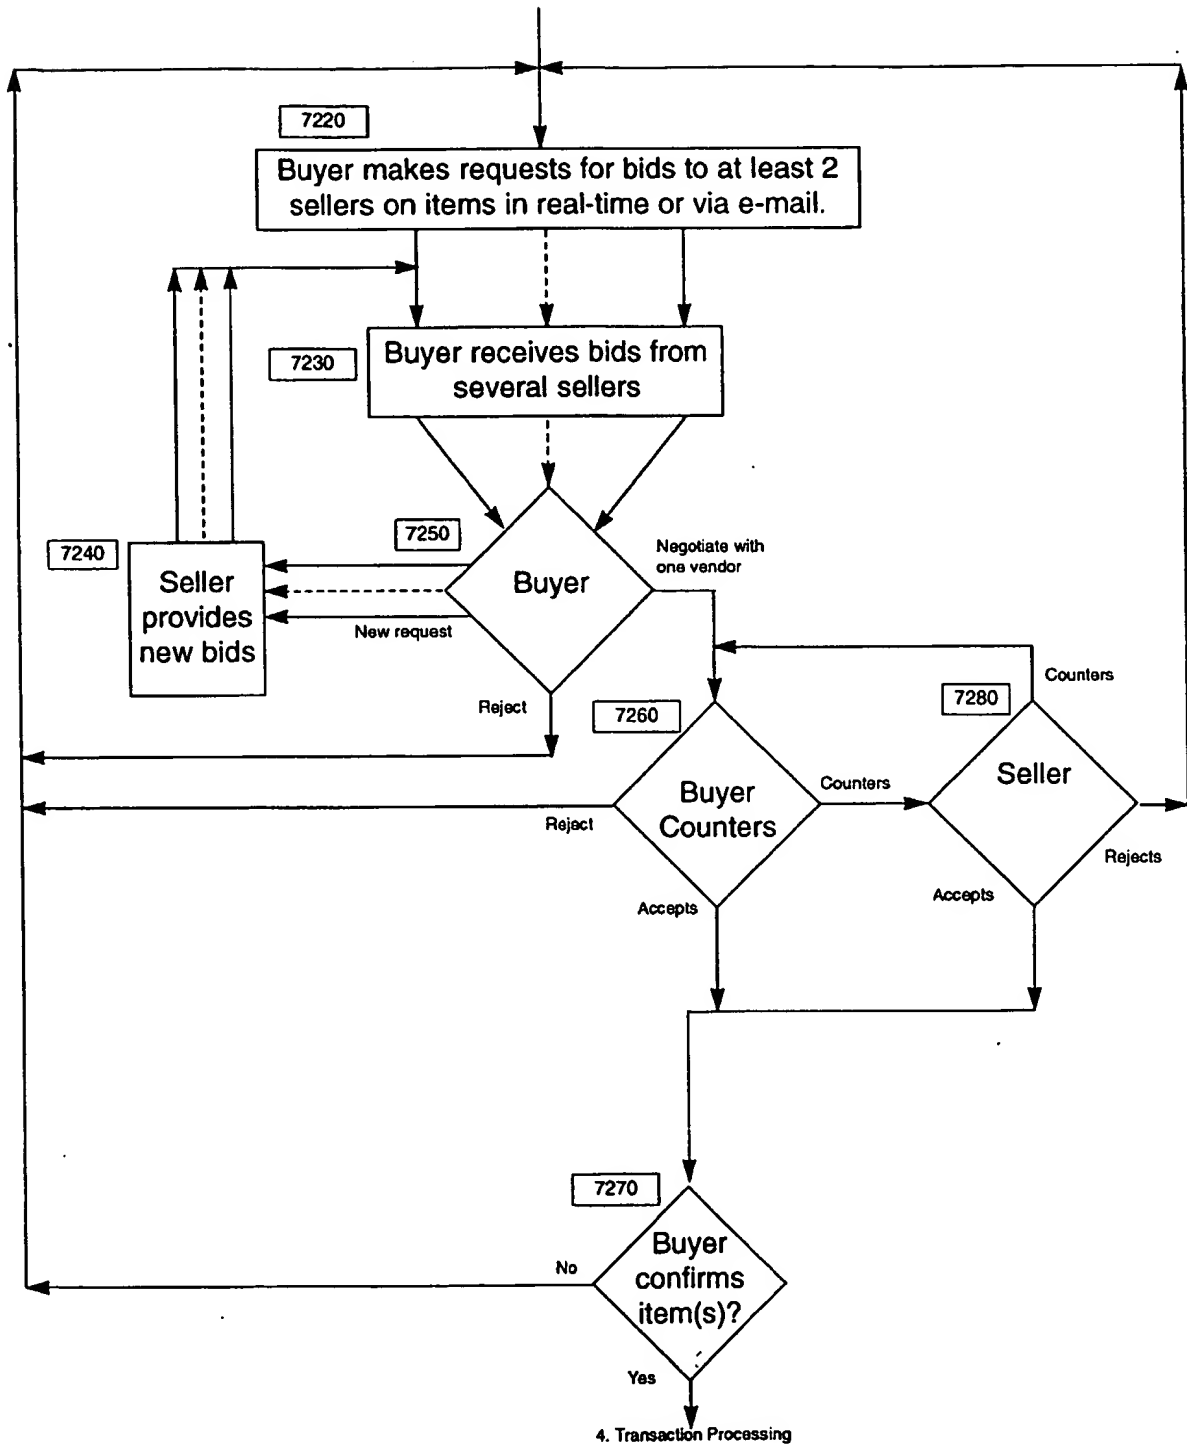 7220
Buyer makes requests for bids to at least 2
sellers on items in real-time or via e-mail.
7230
Buyer receives bids from
several sellers
7240
Seller
provides
new bids
7250
Buyer
Negotiate with
one vendor
New request
Reject
7260
Buyer
Counters
Counters
Reject
Accepts
7280
Seller
Counters
Rejects
Accepts
7270
Buyer
confirms
item(s)?
No
Yes
4. Transaction Processing